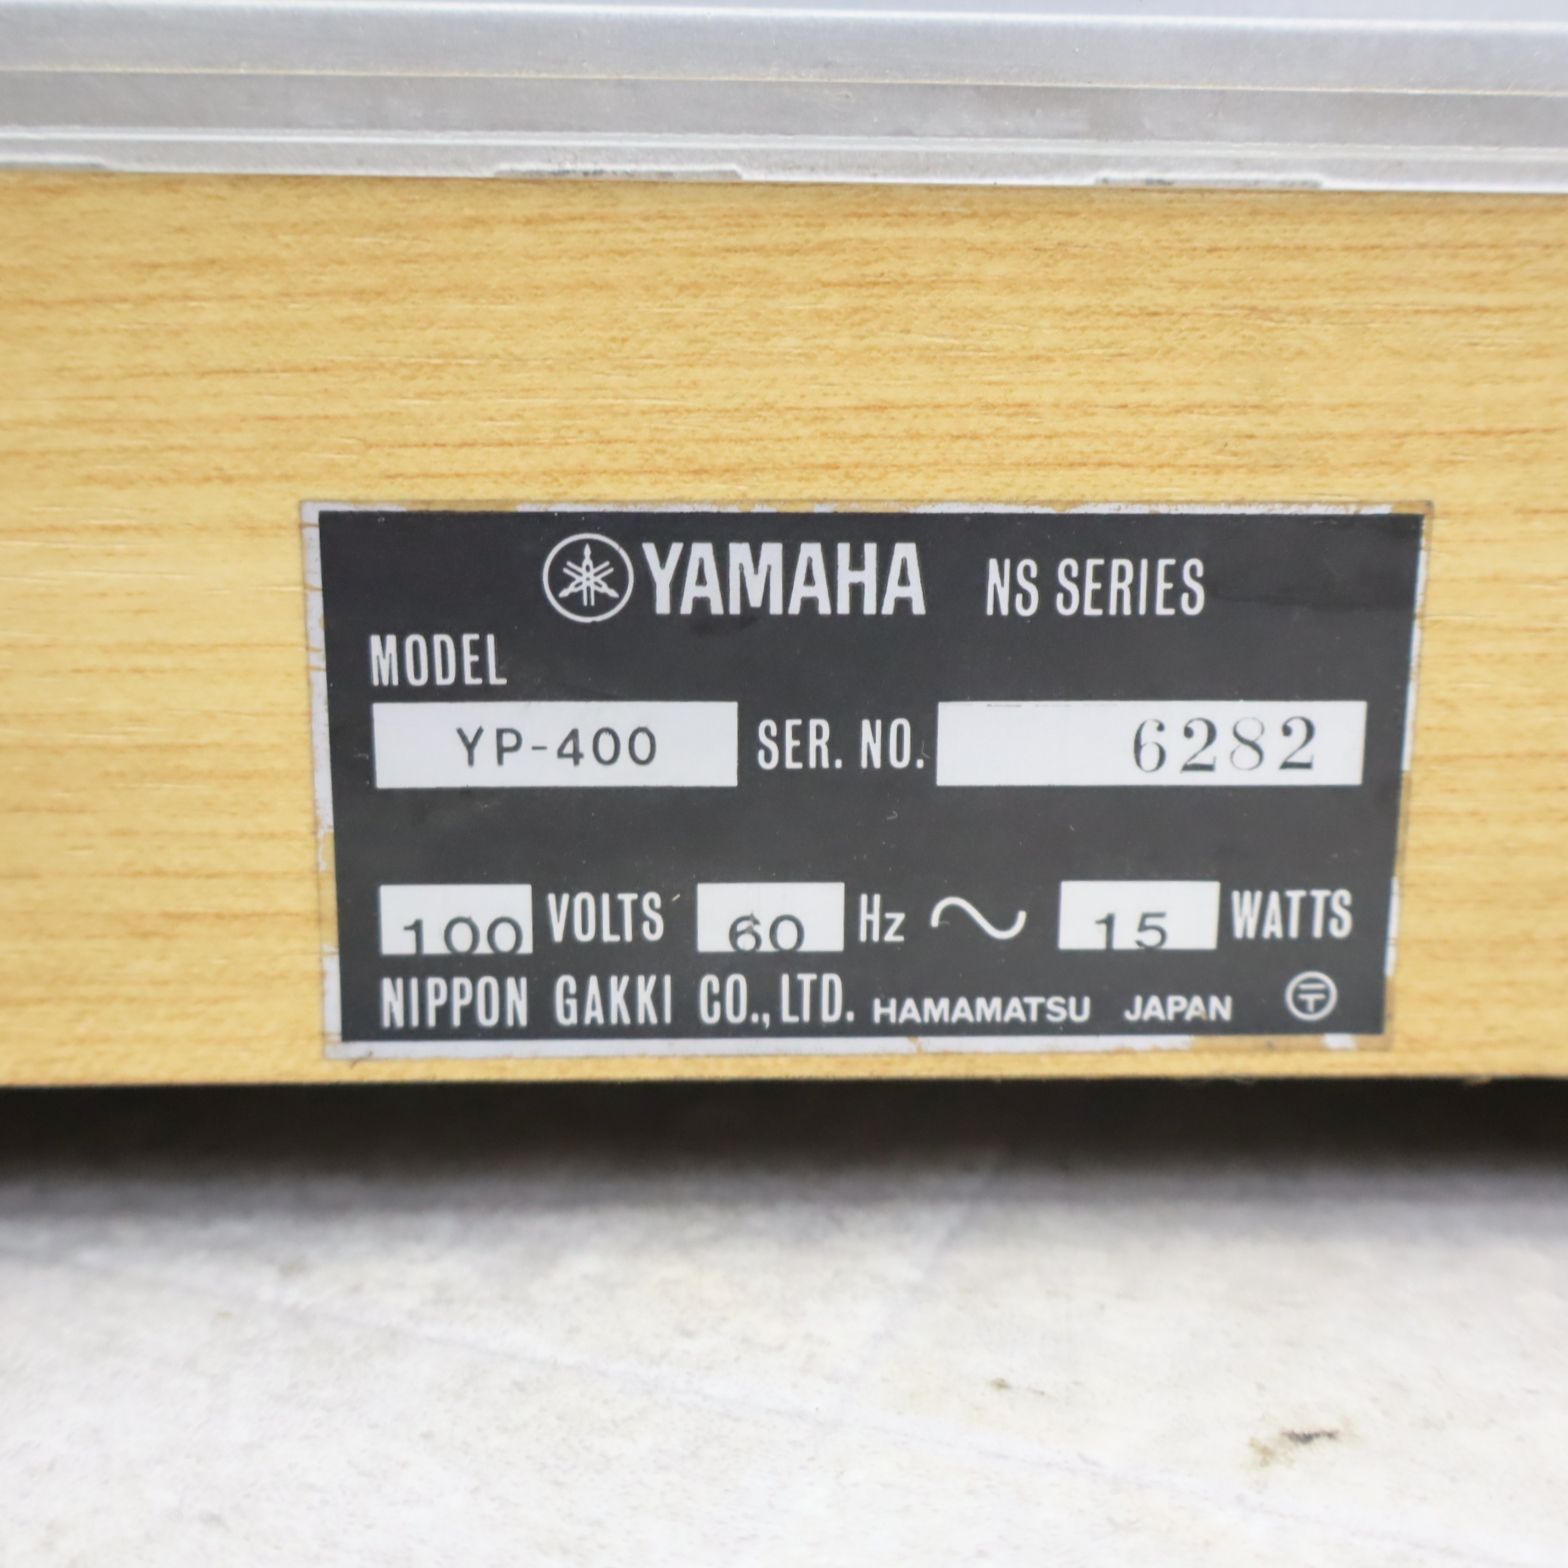 YAMAHA NS SERIES
MODEL
YP-400 SER. NO. 6282
100 VOLTS 60 Hz ~ 15 WATTS
NIPPON GAKKI CO., LTD. HAMAMATSU JAPAN 〶